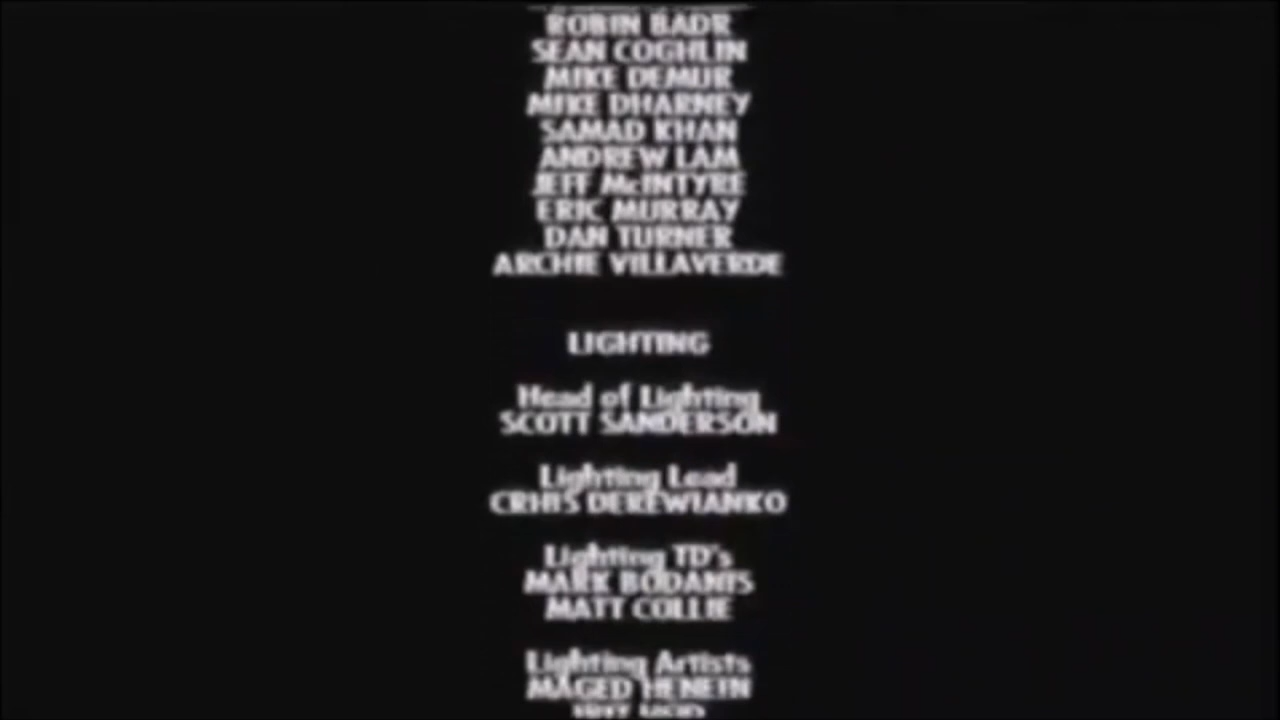 ROBIN BADR
SEAN COGHLIN
MIKE DEMUR
MIKE DHARNEY
SAMAD KHAN
ANDREW LAM
JEFF McINTYRE
ERIC MURRAY
DAN TURNER
ARCHIE VILLAVERDE
LIGHTING
Head of Lighting
SCOTT SANDERSON
Lighting Lead
CRHIS DEREWIANKO
Lighting TD's
MARK BODANIS
MATT COLLIE
Lighting Artists
MAGED HENEIN